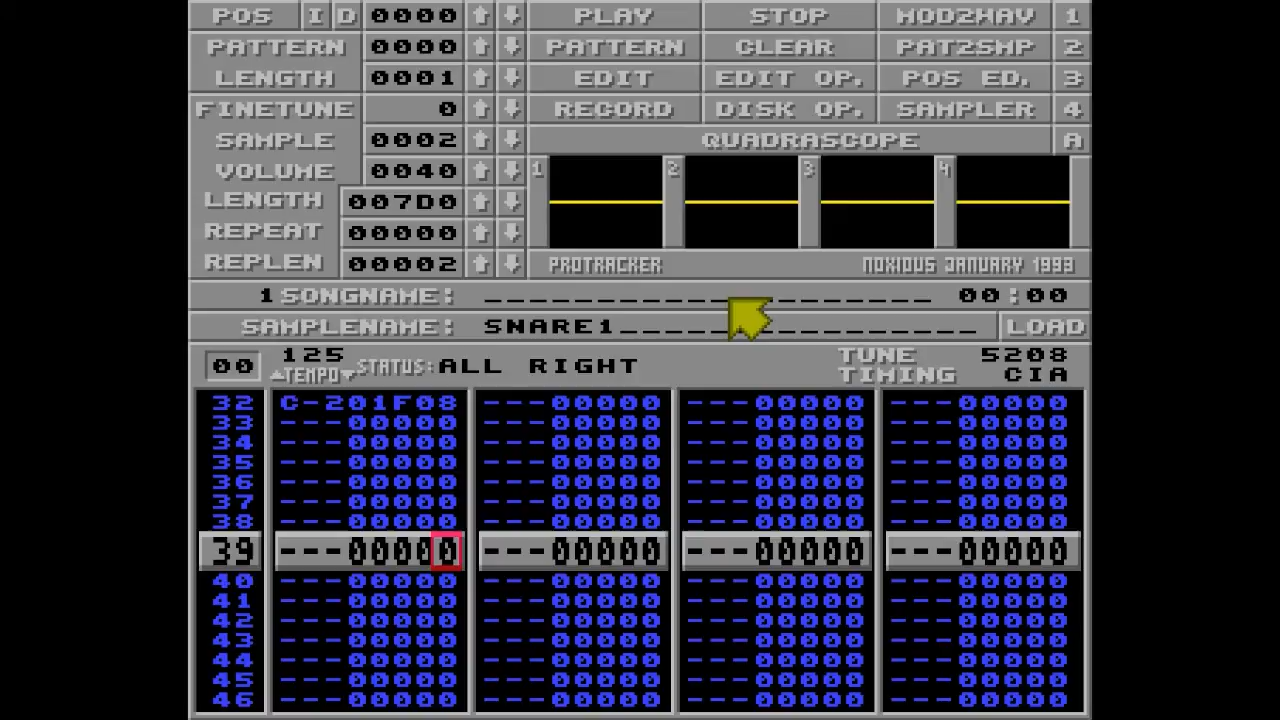 POS I D 0000 PLAY STOP MOD2WAV 1
PATTERN 0000 PATTERN CLEAR PAT2SMP 2
LENGTH 0001 EDIT EDIT OP. POS ED. 3
FINETUNE 0 RECORD DISK OP. SAMPLER 4
SAMPLE 0002 QUADRASCOPE A
VOLUME 0040 1 2 3 4
LENGTH 007D0
REPEAT 00000
REPLEN 00002 PROTRACKER NOXIOUS JANUARY 1993
1 SONGNAME: ____________________ 00:00
SAMPLENAME: SNARE1________________ LOAD
00 125 TEMPO STATUS: ALL RIGHT TUNE 5208
TIMING CIA
32 C-201F08 ---00000 ---00000 ---00000
33 ---00000 ---00000 ---00000 ---00000
34 ---00000 ---00000 ---00000 ---00000
35 ---00000 ---00000 ---00000 ---00000
36 ---00000 ---00000 ---00000 ---00000
37 ---00000 ---00000 ---00000 ---00000
38 ---00000 ---00000 ---00000 ---00000
39 ---00000 ---00000 ---00000 ---00000
40 ---00000 ---00000 ---00000 ---00000
41 ---00000 ---00000 ---00000 ---00000
42 ---00000 ---00000 ---00000 ---00000
43 ---00000 ---00000 ---00000 ---00000
44 ---00000 ---00000 ---00000 ---00000
45 ---00000 ---00000 ---00000 ---00000
46 ---00000 ---00000 ---00000 ---00000